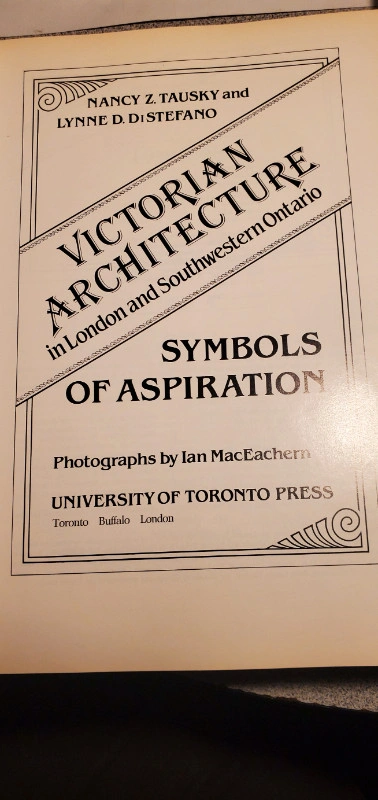 NANCY Z. TAUSKY and
LYNNE D. DiSTEFANO
VICTORIAN
ARCHITECTURE
in London and Southwestern Ontario
SYMBOLS
OF ASPIRATION
Photographs by Ian MacEachern
UNIVERSITY OF TORONTO PRESS
Toronto Buffalo London